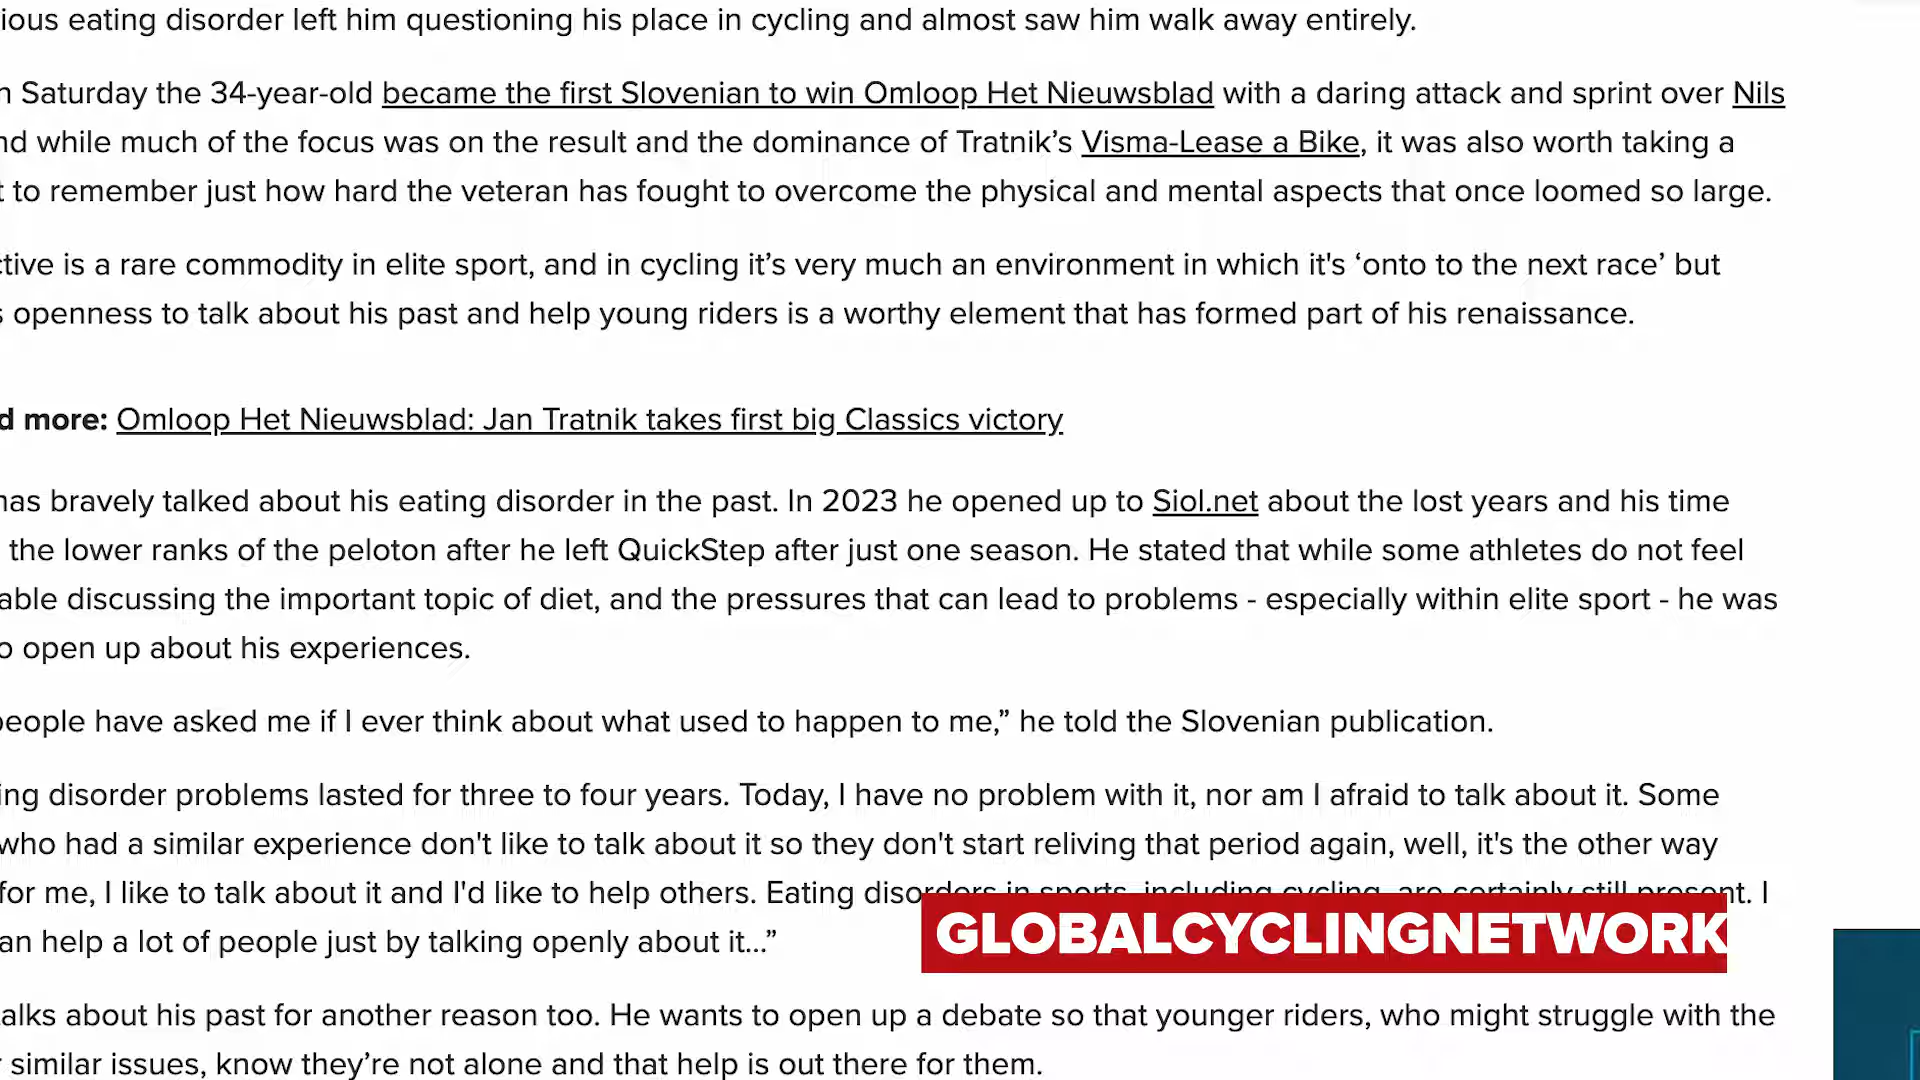 ious eating disorder left him questioning his place in cycling and almost saw him walk away entirely.
n Saturday the 34-year-old became the first Slovenian to win Omloop Het Nieuwsblad with a daring attack and sprint over Nils
nd while much of the focus was on the result and the dominance of Tratnik’s Visma-Lease a Bike, it was also worth taking a
t to remember just how hard the veteran has fought to overcome the physical and mental aspects that once loomed so large.
ctive is a rare commodity in elite sport, and in cycling it’s very much an environment in which it's ‘onto to the next race’ but
s openness to talk about his past and help young riders is a worthy element that has formed part of his renaissance.
d more: Omloop Het Nieuwsblad: Jan Tratnik takes first big Classics victory
has bravely talked about his eating disorder in the past. In 2023 he opened up to Siol.net about the lost years and his time
the lower ranks of the peloton after he left QuickStep after just one season. He stated that while some athletes do not feel
able discussing the important topic of diet, and the pressures that can lead to problems - especially within elite sport - he was
o open up about his experiences.
people have asked me if I ever think about what used to happen to me,” he told the Slovenian publication.
ing disorder problems lasted for three to four years. Today, I have no problem with it, nor am I afraid to talk about it. Some
who had a similar experience don't like to talk about it so they don't start reliving that period again, well, it's the other way
for me, I like to talk about it and I'd like to help others. Eating disorders in sports, including cycling, are certainly still present. I
an help a lot of people just by talking openly about it...”
GLOBALCYCLINGNETWORK
alks about his past for another reason too. He wants to open up a debate so that younger riders, who might struggle with the
r similar issues, know they’re not alone and that help is out there for them.